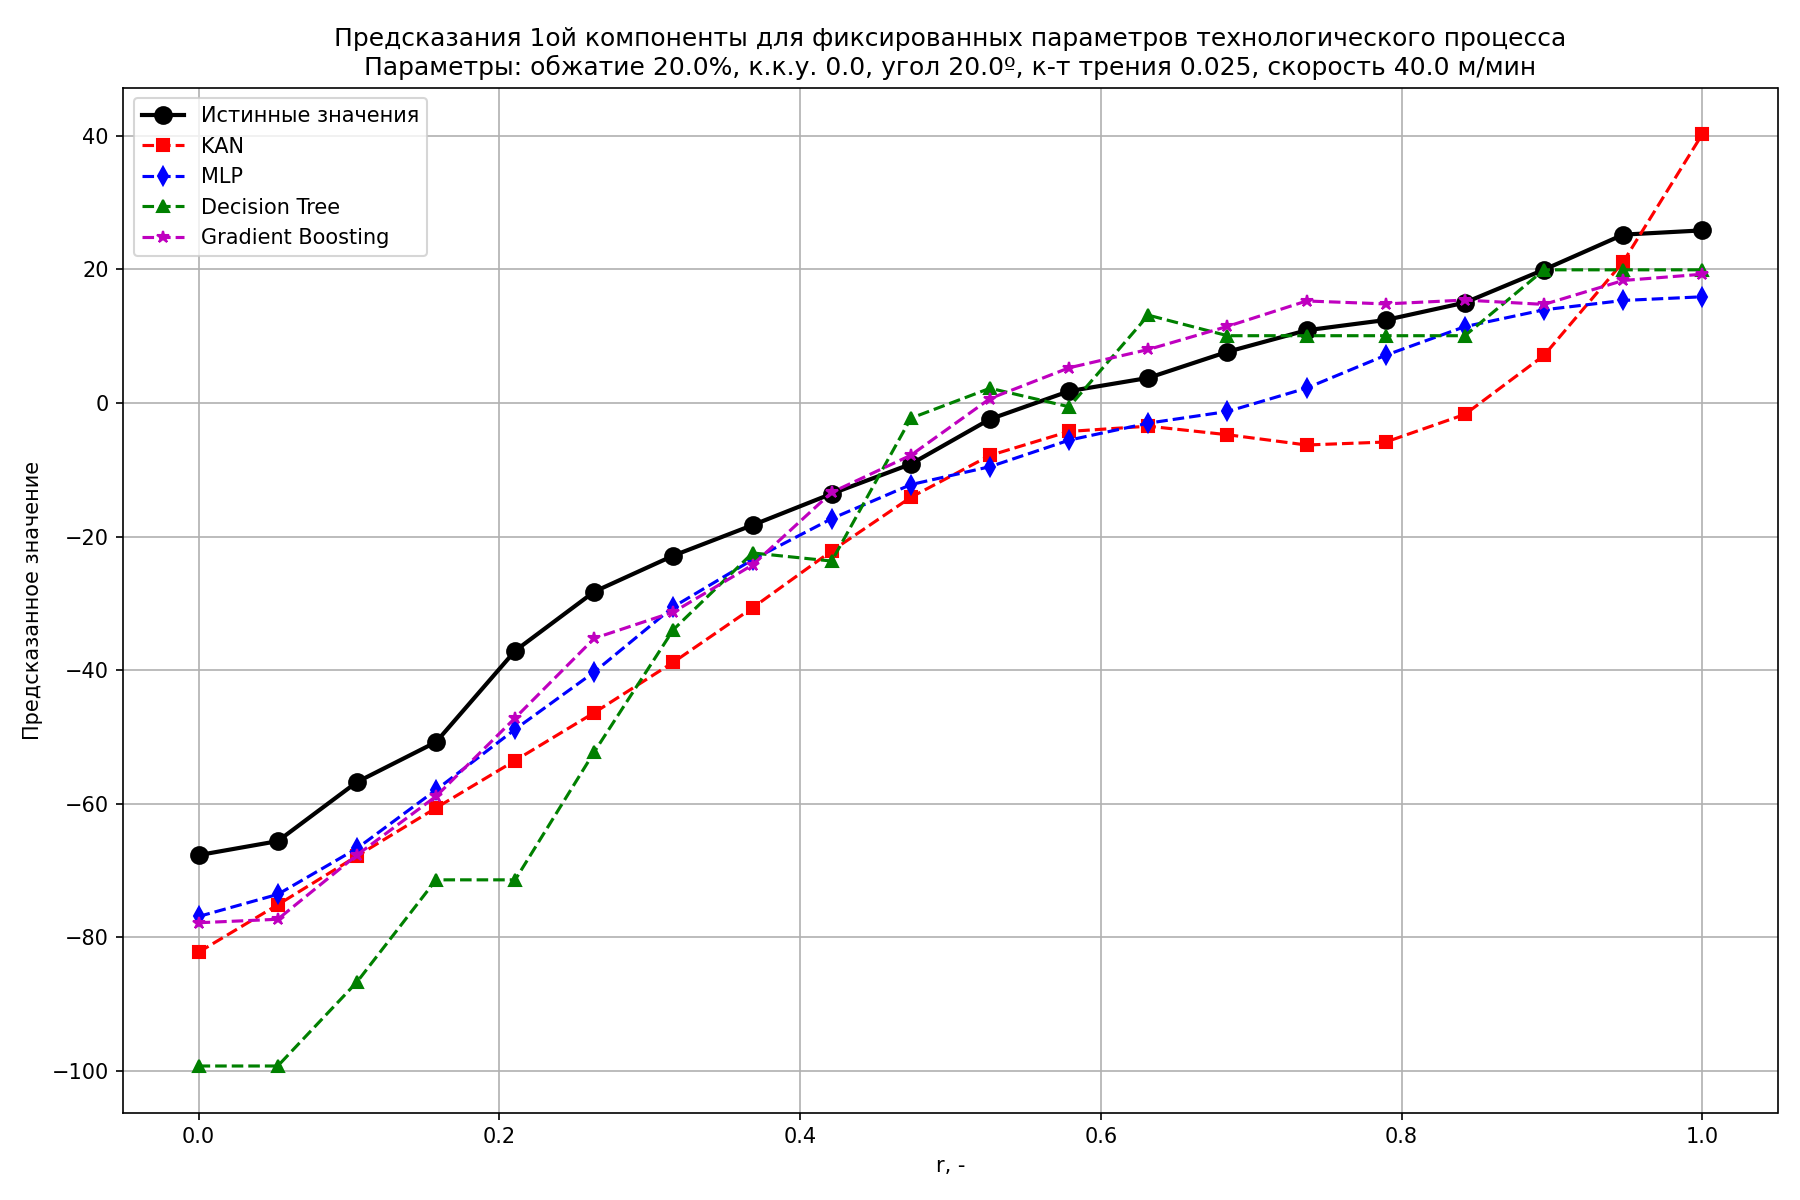 Предсказания 1ой компоненты для фиксированных параметров технологического процесса
Параметры: обжатие 20.0%, к.к.у. 0.0, угол 20.0º, к-т трения 0.025, скорость 40.0 м/мин
Истинные значения
KAN
MLP
Decision Tree
Gradient Boosting
Предсказанное значение
40
20
0
−20
−40
−60
−80
−100
0.0 0.2 0.4 0.6 0.8 1.0
r, -